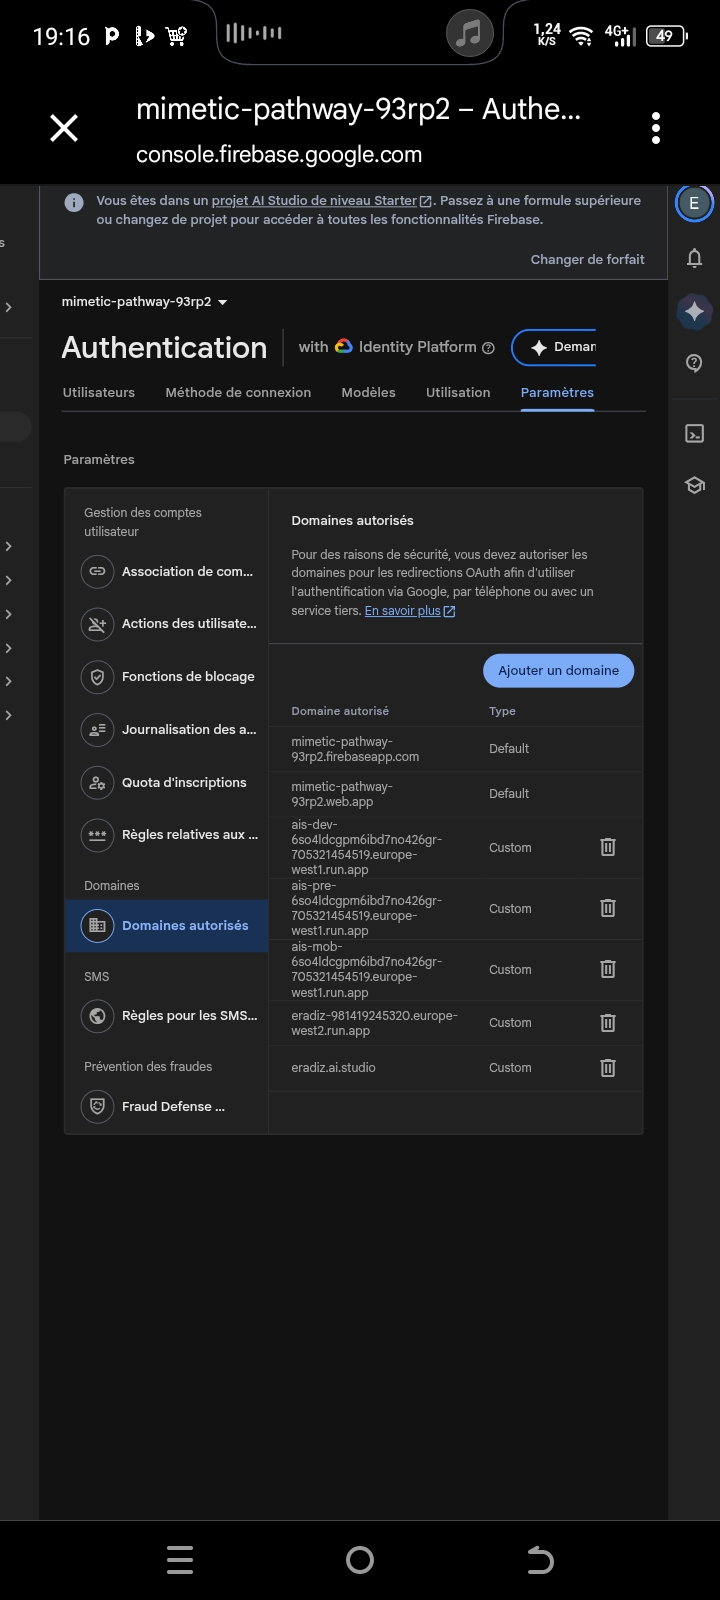 19:16
1,24
K/S
4G+
49
mimetic-pathway-93rp2 – Authe...
console.firebase.google.com
Vous êtes dans un projet AI Studio de niveau Starter. Passez à une formule supérieure
ou changez de projet pour accéder à toutes les fonctionnalités Firebase.
Changer de forfait
E
s
mimetic-pathway-93rp2
Authentication
with Identity Platform
Deman
Utilisateurs
Méthode de connexion
Modèles
Utilisation
Paramètres
Paramètres
Gestion des comptes
utilisateur
Association de com...
Actions des utilisate...
Fonctions de blocage
Journalisation des a...
Quota d'inscriptions
Règles relatives aux ...
Domaines
Domaines autorisés
SMS
Règles pour les SMS...
Prévention des fraudes
Fraud Defense ...
Domaines autorisés
Pour des raisons de sécurité, vous devez autoriser les
domaines pour les redirections OAuth afin d'utiliser
l'authentification via Google, par téléphone ou avec un
service tiers. En savoir plus
Ajouter un domaine
Domaine autorisé
Type
mimetic-pathway-
93rp2.firebaseapp.com
Default
mimetic-pathway-
93rp2.web.app
Default
ais-dev-
6so4ldcgpm6ibd7no426gr-
705321454519.europe-
west1.run.app
Custom
ais-pre-
6so4ldcgpm6ibd7no426gr-
705321454519.europe-
west1.run.app
Custom
ais-mob-
6so4ldcgpm6ibd7no426gr-
705321454519.europe-
west1.run.app
Custom
eradiz-981419245320.europe-
west2.run.app
Custom
eradiz.ai.studio
Custom